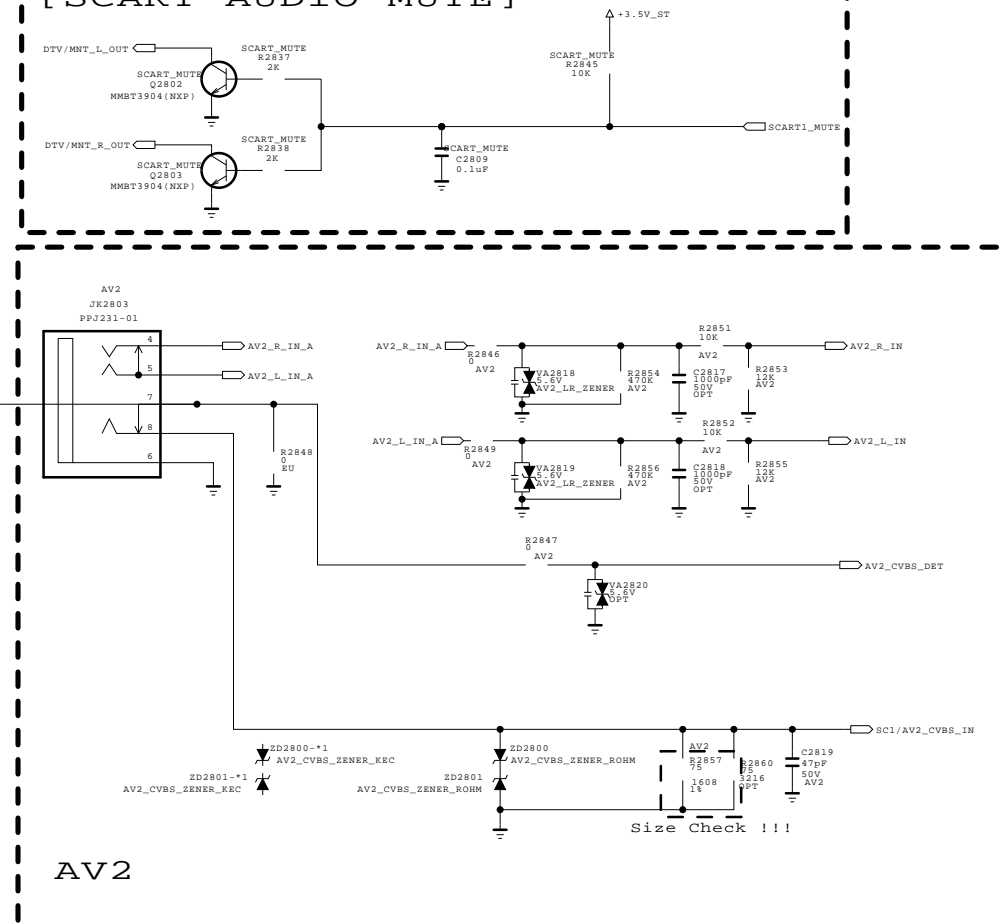 [SCART AUDIO MUTE]
+3.5V_ST
DTV/MNT_L_OUT
SCART_MUTE
R2837
2K
SCART_MUTE
R2845
10K
SCART_MUTE
Q2802
MMBT3904(NXP)
SCART1_MUTE
DTV/MNT_R_OUT
SCART_MUTE
R2838
2K
SCART_MUTE
C2809
0.1uF
SCART_MUTE
Q2803
MMBT3904(NXP)
AV2
JK2803
PPJ231-01
4
5
7
8
6
AV2_R_IN_A
AV2_L_IN_A
R2848
0
EU
AV2_R_IN_A
R2846
0
AV2
VA2818
5.6V
AV2_LR_ZENER
R2854
470K
AV2
C2817
1000pF
50V
OPT
R2851
10K
AV2
R2853
12K
AV2
AV2_R_IN
AV2_L_IN_A
R2849
0
AV2
VA2819
5.6V
AV2_LR_ZENER
R2856
470K
AV2
C2818
1000pF
50V
OPT
R2852
10K
AV2
R2855
12K
AV2
AV2_L_IN
R2847
0
AV2
AV2_CVBS_DET
VA2820
5.6V
OPT
SC1/AV2_CVBS_IN
ZD2800-*1
AV2_CVBS_ZENER_KEC
ZD2801-*1
AV2_CVBS_ZENER_KEC
ZD2800
AV2_CVBS_ZENER_ROHM
ZD2801
AV2_CVBS_ZENER_ROHM
AV2
R2857
75
1608
1%
R2860
75
3216
OPT
C2819
47pF
50V
AV2
Size Check !!!
AV2